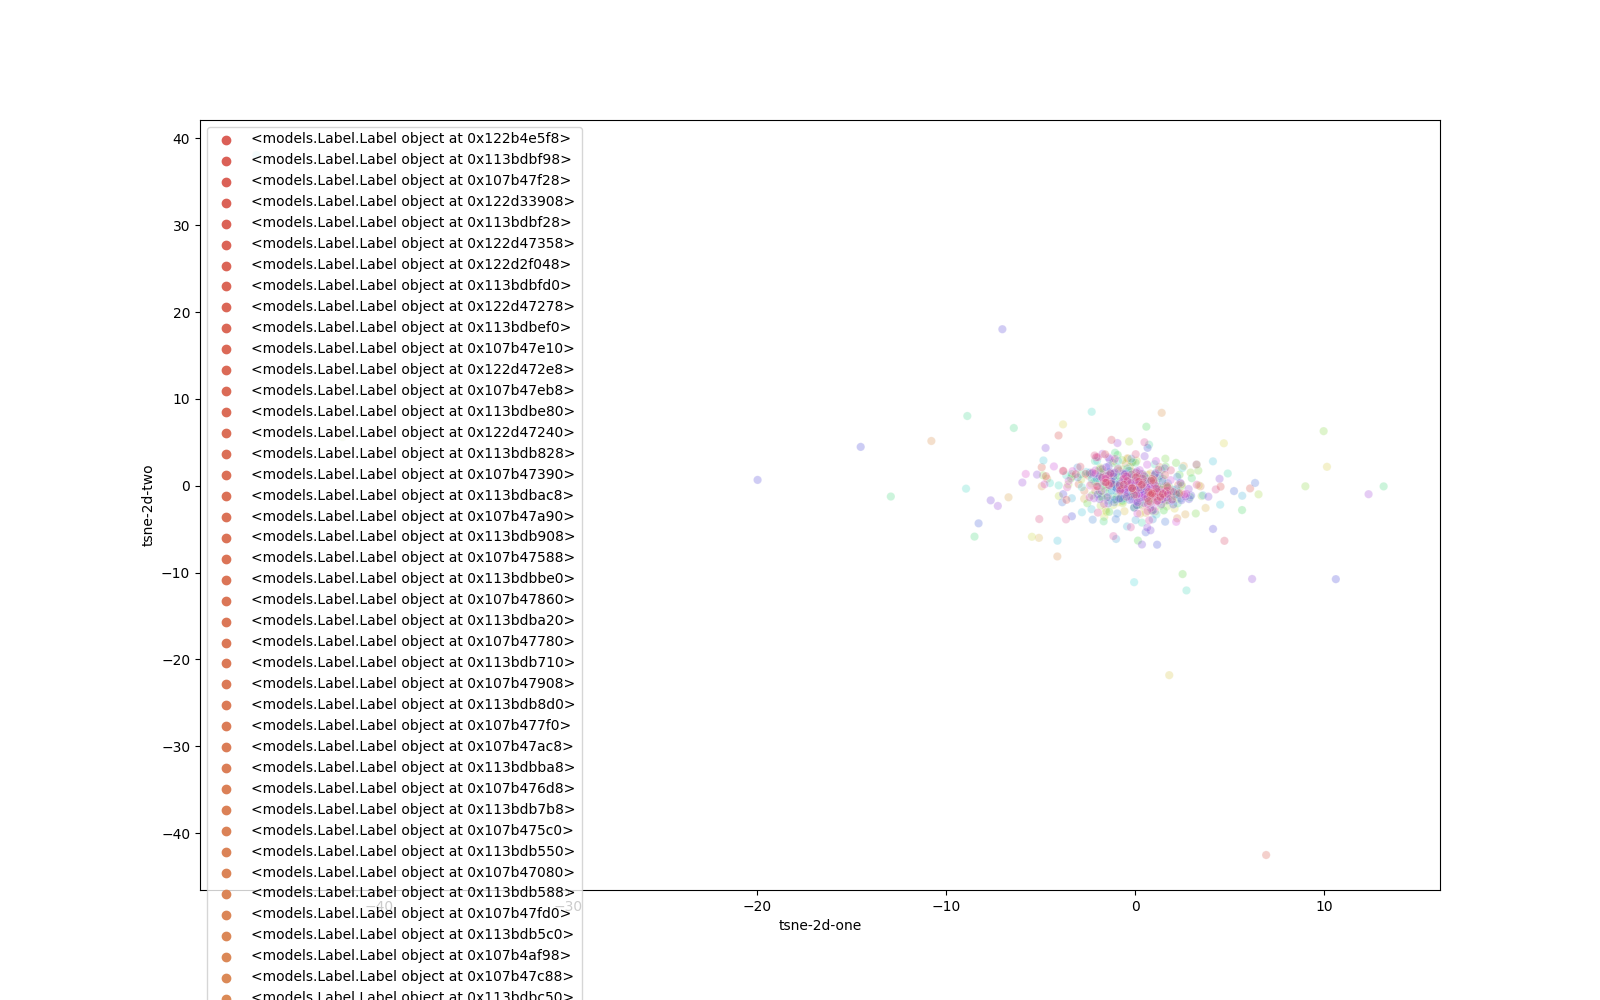 <models.Label.Label object at 0x122b4e5f8>
<models.Label.Label object at 0x113bdbf98>
<models.Label.Label object at 0x107b47f28>
<models.Label.Label object at 0x122d33908>
<models.Label.Label object at 0x113bdbf28>
<models.Label.Label object at 0x122d47358>
<models.Label.Label object at 0x122d2f048>
<models.Label.Label object at 0x113bdbfd0>
<models.Label.Label object at 0x122d47278>
<models.Label.Label object at 0x113bdbef0>
<models.Label.Label object at 0x107b47e10>
<models.Label.Label object at 0x122d472e8>
<models.Label.Label object at 0x107b47eb8>
<models.Label.Label object at 0x113bdbe80>
<models.Label.Label object at 0x122d47240>
<models.Label.Label object at 0x113bdb828>
<models.Label.Label object at 0x107b47390>
<models.Label.Label object at 0x113bdbac8>
<models.Label.Label object at 0x107b47a90>
<models.Label.Label object at 0x113bdb908>
<models.Label.Label object at 0x107b47588>
<models.Label.Label object at 0x113bdbbe0>
<models.Label.Label object at 0x107b47860>
<models.Label.Label object at 0x113bdba20>
<models.Label.Label object at 0x107b47780>
<models.Label.Label object at 0x113bdb710>
<models.Label.Label object at 0x107b47908>
<models.Label.Label object at 0x113bdb8d0>
<models.Label.Label object at 0x107b477f0>
<models.Label.Label object at 0x107b47ac8>
<models.Label.Label object at 0x113bdbba8>
<models.Label.Label object at 0x107b476d8>
<models.Label.Label object at 0x113bdb7b8>
<models.Label.Label object at 0x107b475c0>
<models.Label.Label object at 0x113bdb550>
<models.Label.Label object at 0x107b47080>
<models.Label.Label object at 0x113bdb588>
<models.Label.Label object at 0x107b47fd0>
<models.Label.Label object at 0x113bdb5c0>
<models.Label.Label object at 0x107b4af98>
<models.Label.Label object at 0x107b47c88>
<models.Label.Label object at 0x113bdbc50>
40
30
20
10
0
−10
−20
−30
−40
tsne-2d-two
−40 −30 −20 −10 0 10
tsne-2d-one